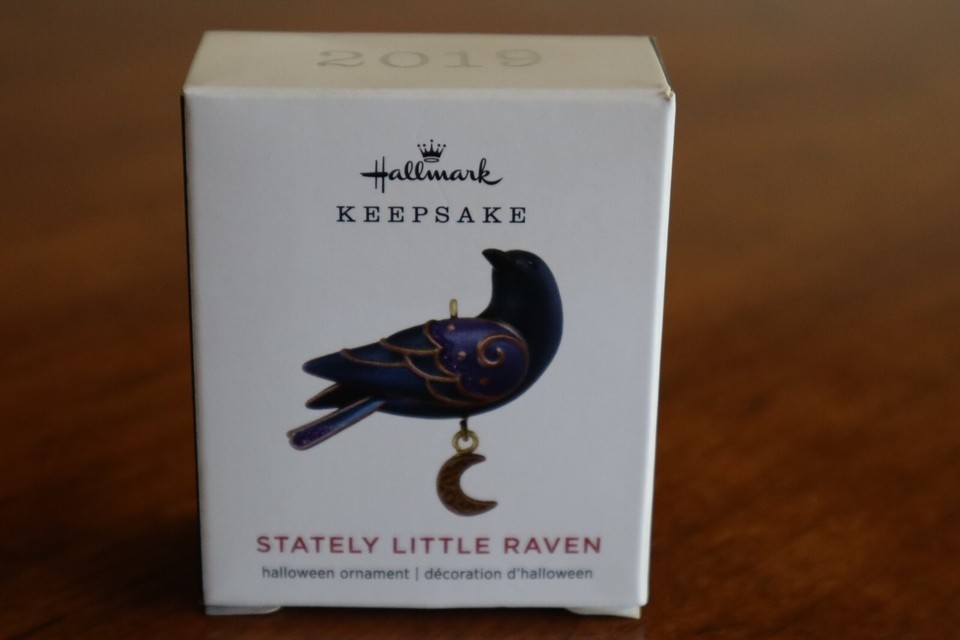 2019
Hallmark
KEEPSAKE
STATELY LITTLE RAVEN
halloween ornament | décoration d'halloween